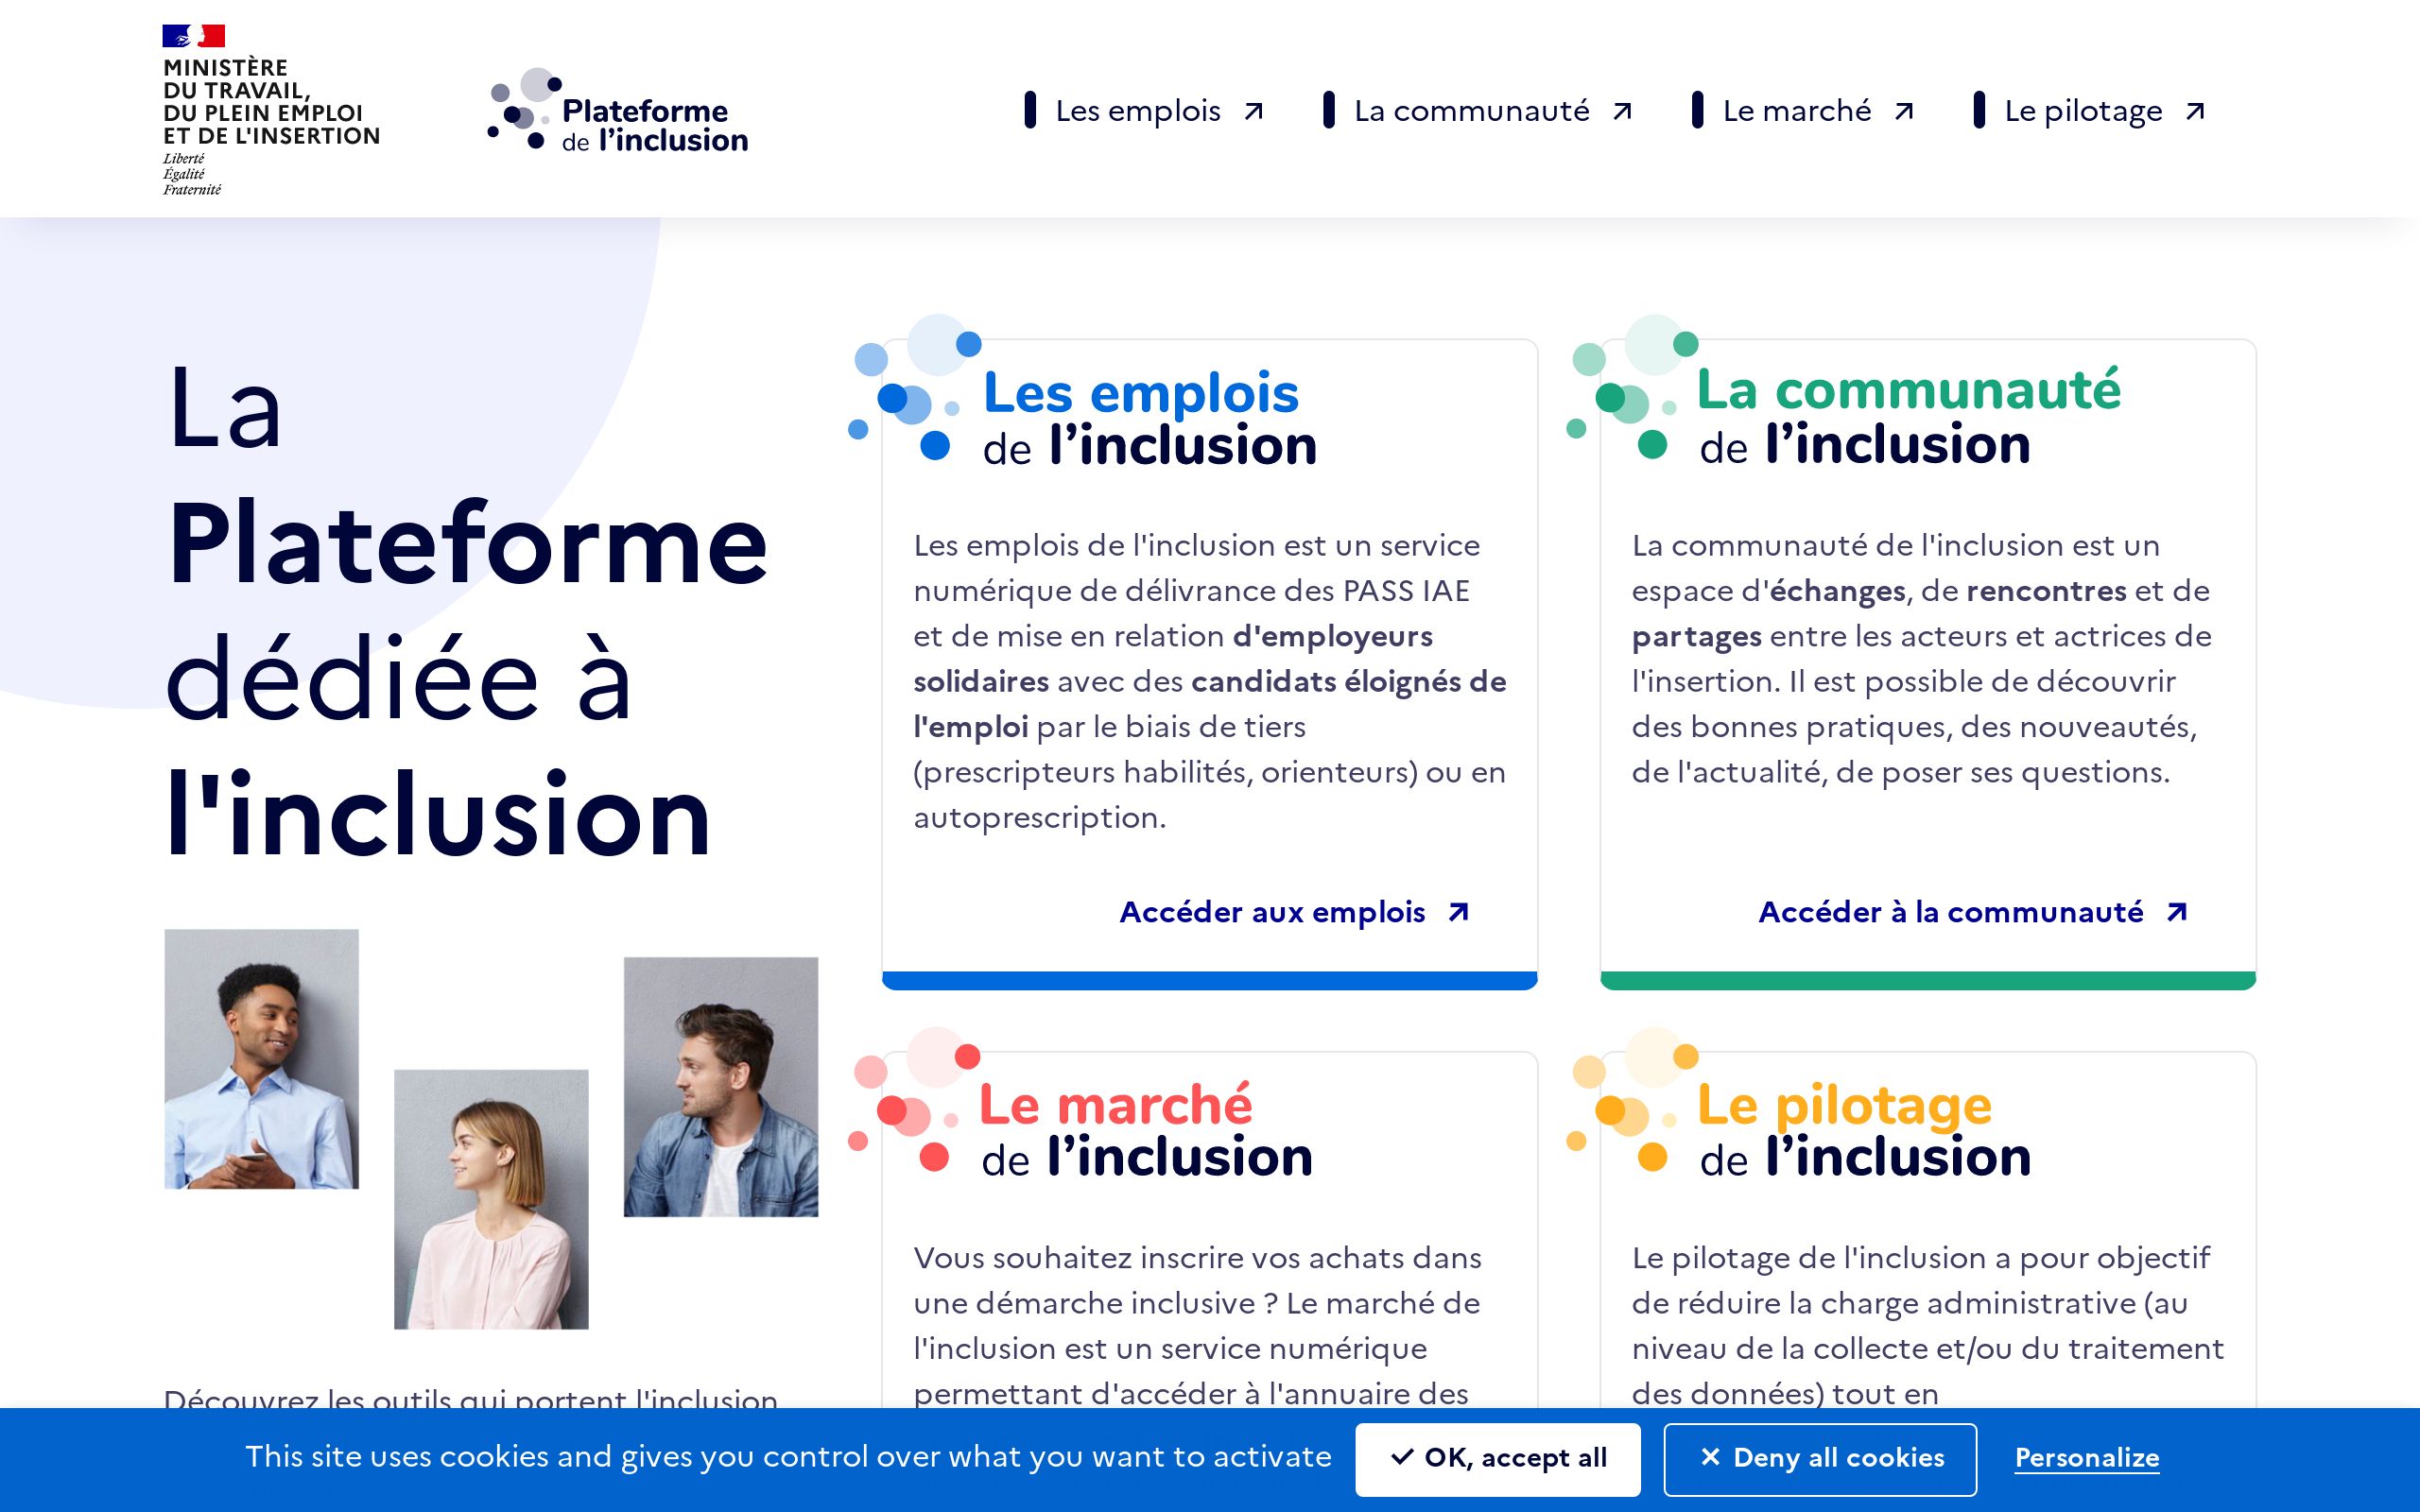 MINISTÈRE
DU TRAVAIL,
DU PLEIN EMPLOI
ET DE L'INSERTION
Liberté
Égalité
Fraternité
Plateforme
de l’inclusion
Les emplois
La communauté
Le marché
Le pilotage
La
Plateforme
dédiée à
l'inclusion
Découvrez les outils qui portent l'inclusion
Les emplois
de l’inclusion
Les emplois de l'inclusion est un service
numérique de délivrance des PASS IAE
et de mise en relation d'employeurs
solidaires avec des candidats éloignés de
l'emploi par le biais de tiers
(prescripteurs habilités, orienteurs) ou en
autoprescription.
Accéder aux emplois
La communauté
de l’inclusion
La communauté de l'inclusion est un
espace d'échanges, de rencontres et de
partages entre les acteurs et actrices de
l'insertion. Il est possible de découvrir
des bonnes pratiques, des nouveautés,
de l'actualité, de poser ses questions.
Accéder à la communauté
Le marché
de l’inclusion
Vous souhaitez inscrire vos achats dans
une démarche inclusive ? Le marché de
l'inclusion est un service numérique
permettant d'accéder à l'annuaire des
Le pilotage
de l’inclusion
Le pilotage de l'inclusion a pour objectif
de réduire la charge administrative (au
niveau de la collecte et/ou du traitement
des données) tout en
This site uses cookies and gives you control over what you want to activate
OK, accept all
Deny all cookies
Personalize